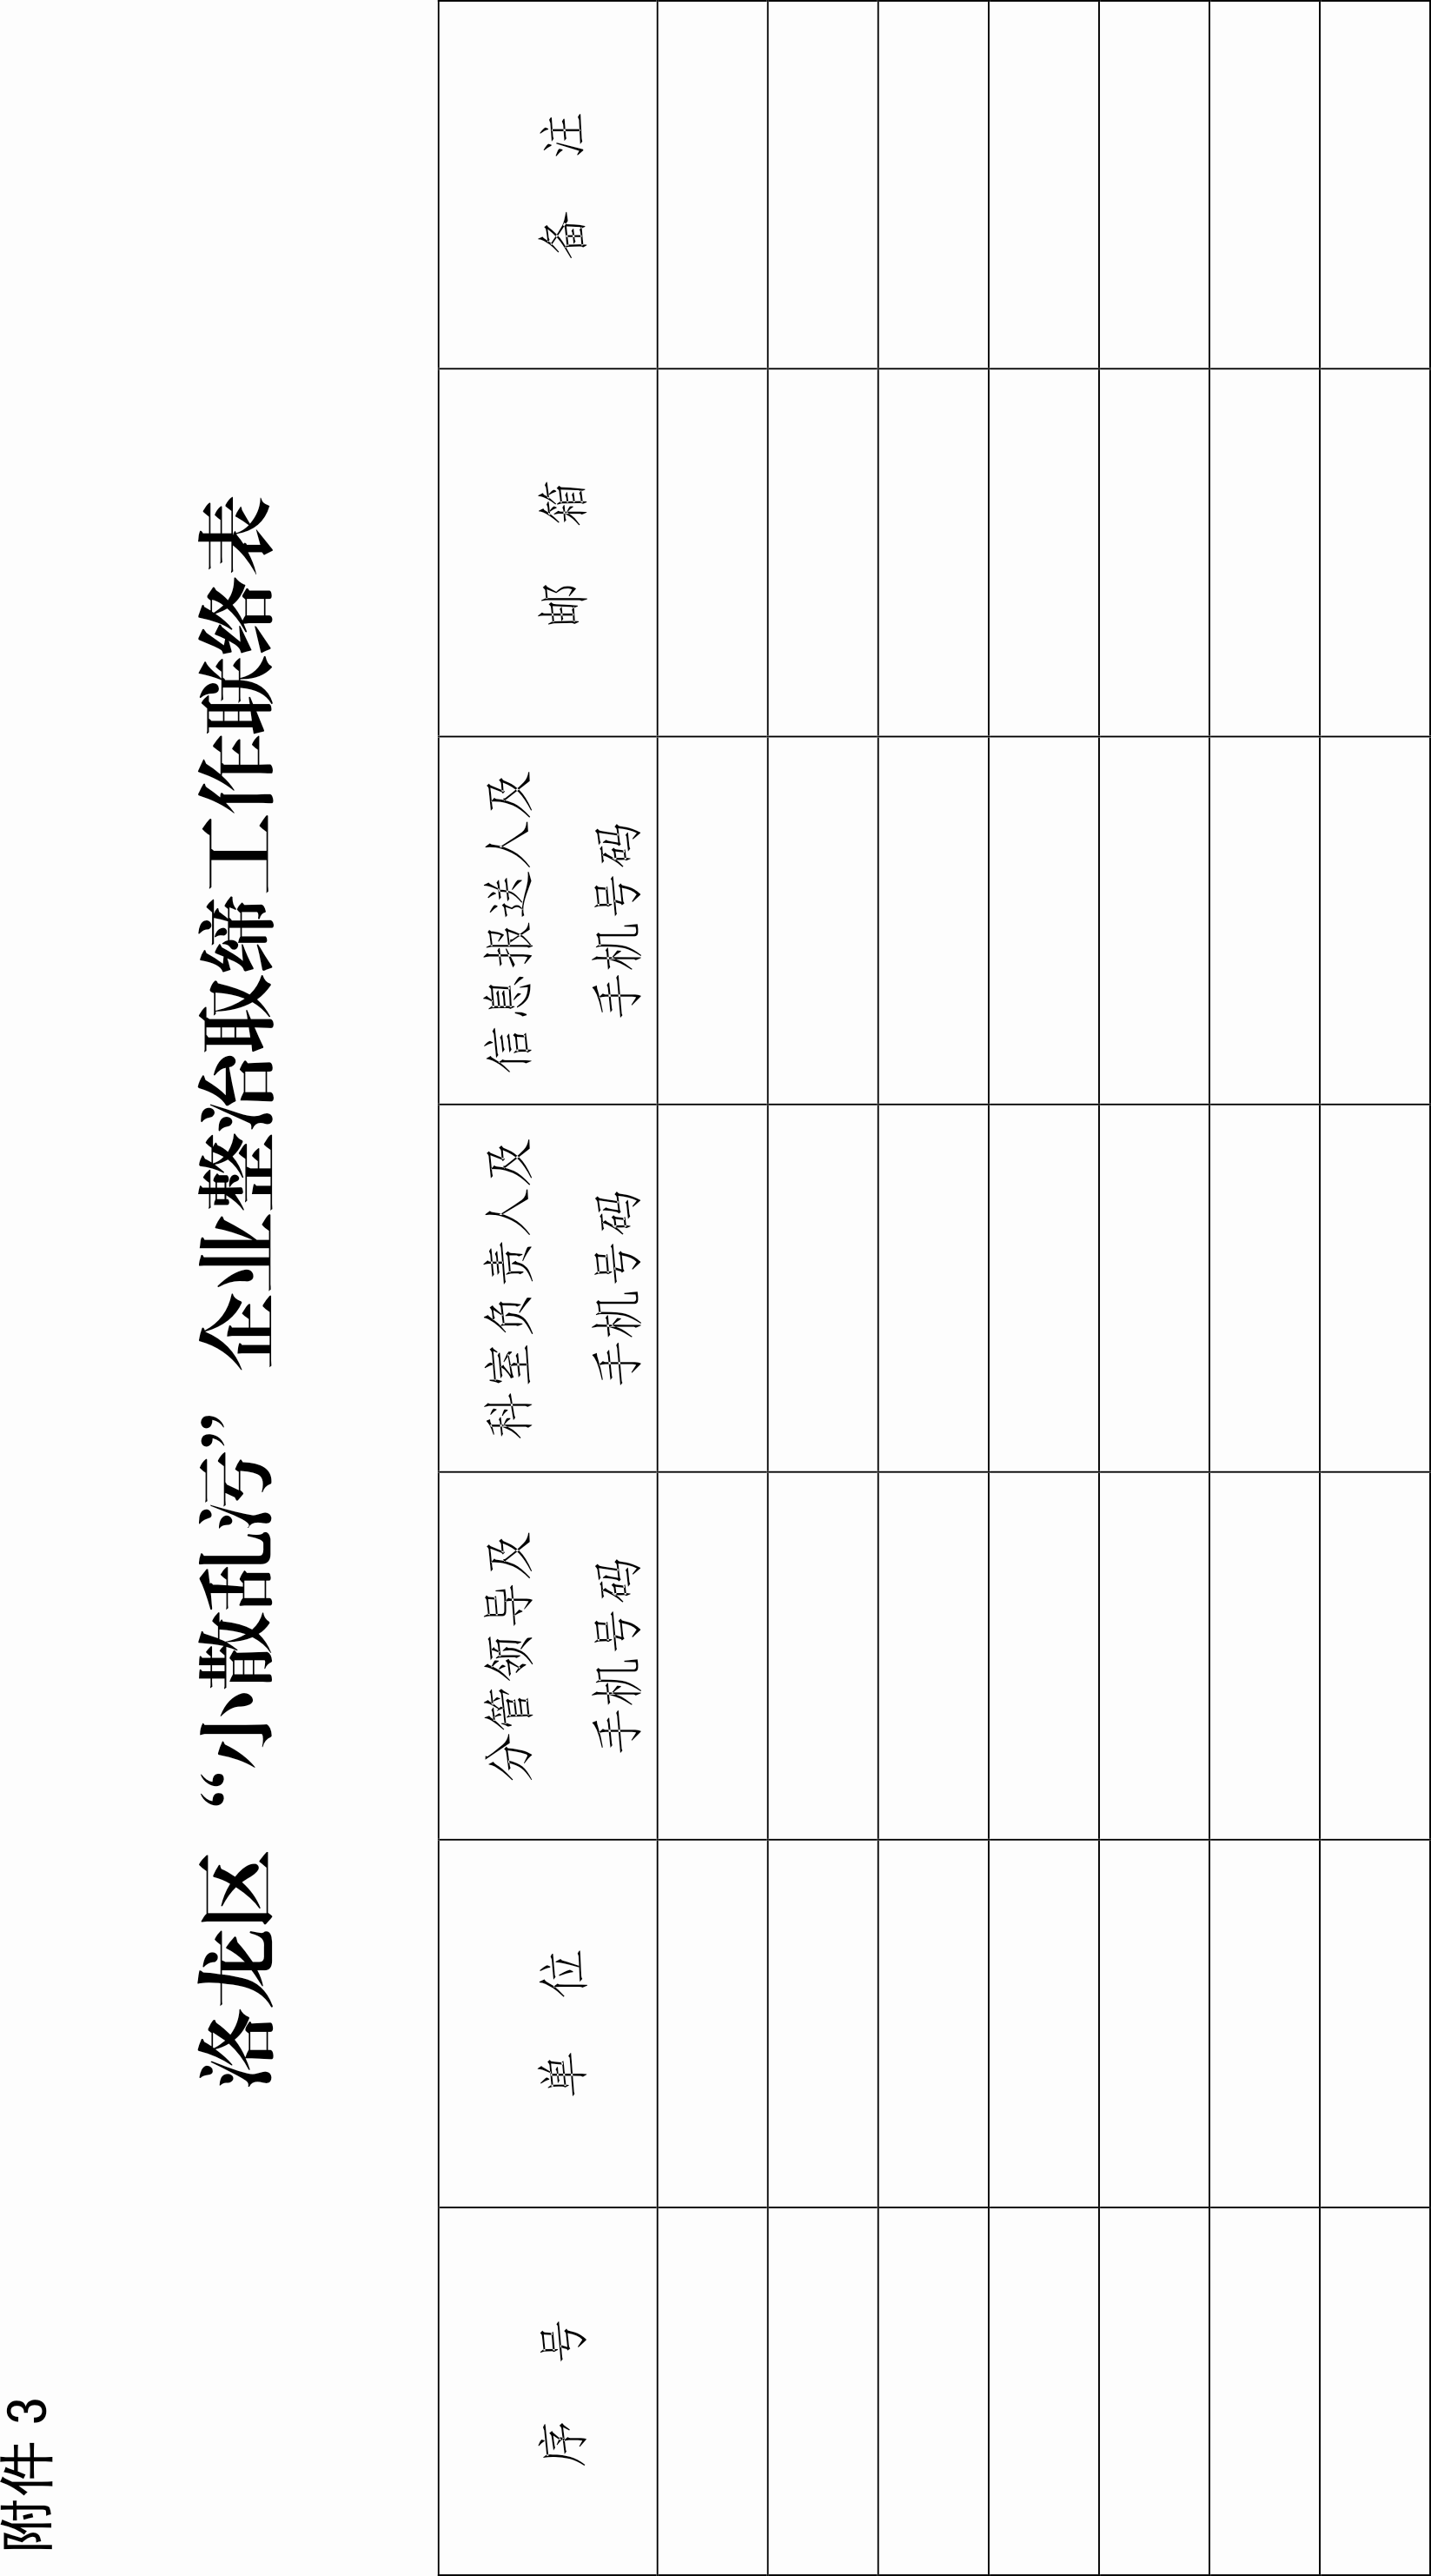 附件 3
洛龙区 “小散乱污” 企业整治取缔工作联络表
序 号
单 位
分管领导及
手机号码
科室负责人及
手机号码
信息报送人及
手机号码
邮 箱
备 注